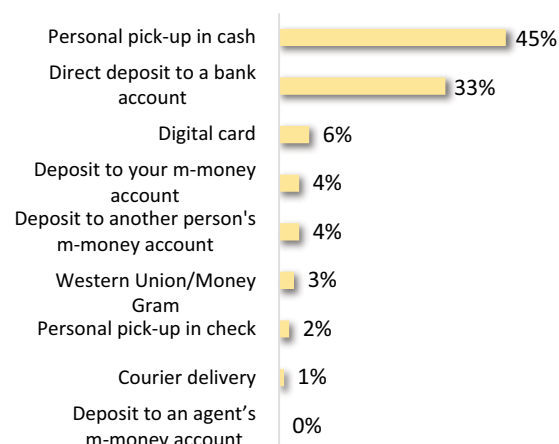 Personal pick-up in cash
45%
Direct deposit to a bank
account
33%
Digital card
6%
Deposit to your m-money
account
4%
Deposit to another person's
m-money account
4%
Western Union/Money
Gram
3%
Personal pick-up in check
2%
Courier delivery
1%
Deposit to an agent’s
m-money account
0%